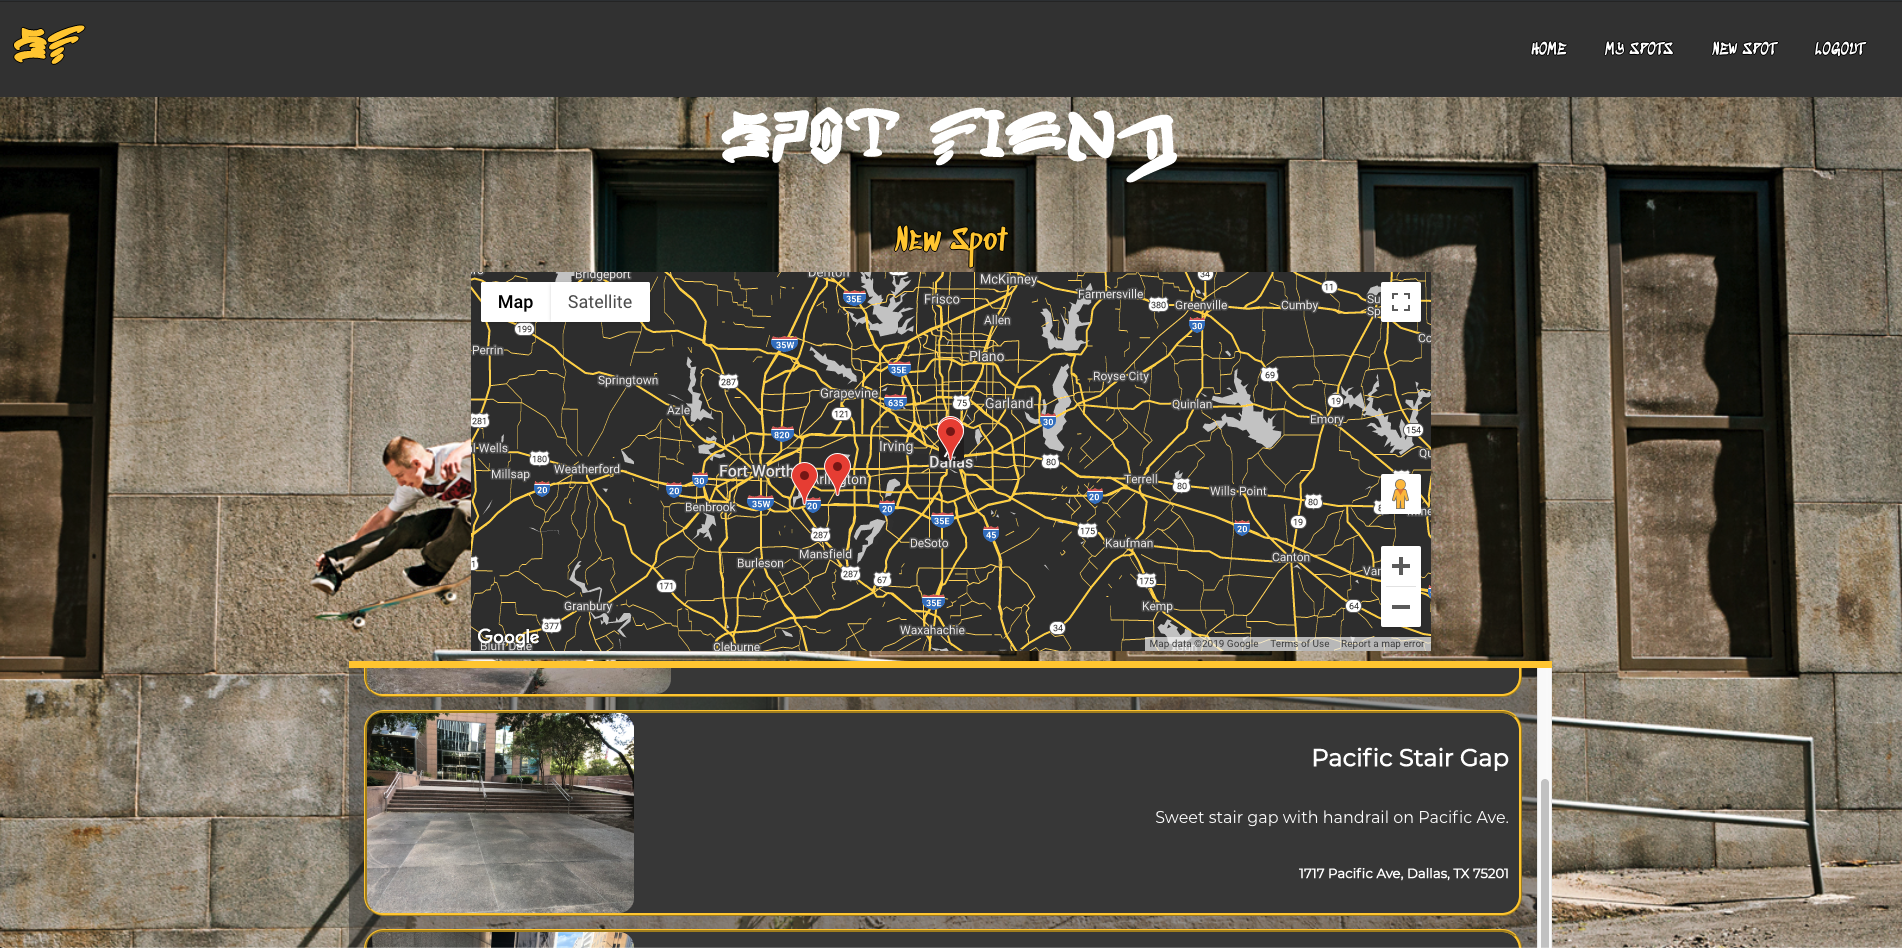 SF
HOME MY SPOTS NEW SPOT LOGOUT
SPOT FIEND
New Spot
Map Satellite
Bridgeport
Denton
McKinney
Frisco
Farmersville
Greenville
Cumby
Allen
Perrin
Plano
Springtown
Royse City
Grapevine
Garland
Quinlan
Azle
Emory
Irving
Weatherford
Millsap
Fort Worth
Dallas
Terrell
Wills Point
Benbrook
Mansfield
DeSoto
Kaufman
Canton
Burleson
Granbury
Kemp
Waxahachie
Cleburne
Bluff Dale
34
11
35E
380
30
199
35W
287
35E
69
635
75
19
121
281
30
154
820
180
80
20
30
20
35W
20
20
20
80
80
35E
45
19
20
287
175
287
67
171
175
35E
64
377
34
Google
Map data ©2019 Google Terms of Use Report a map error
Pacific Stair Gap
Sweet stair gap with handrail on Pacific Ave.
1717 Pacific Ave, Dallas, TX 75201